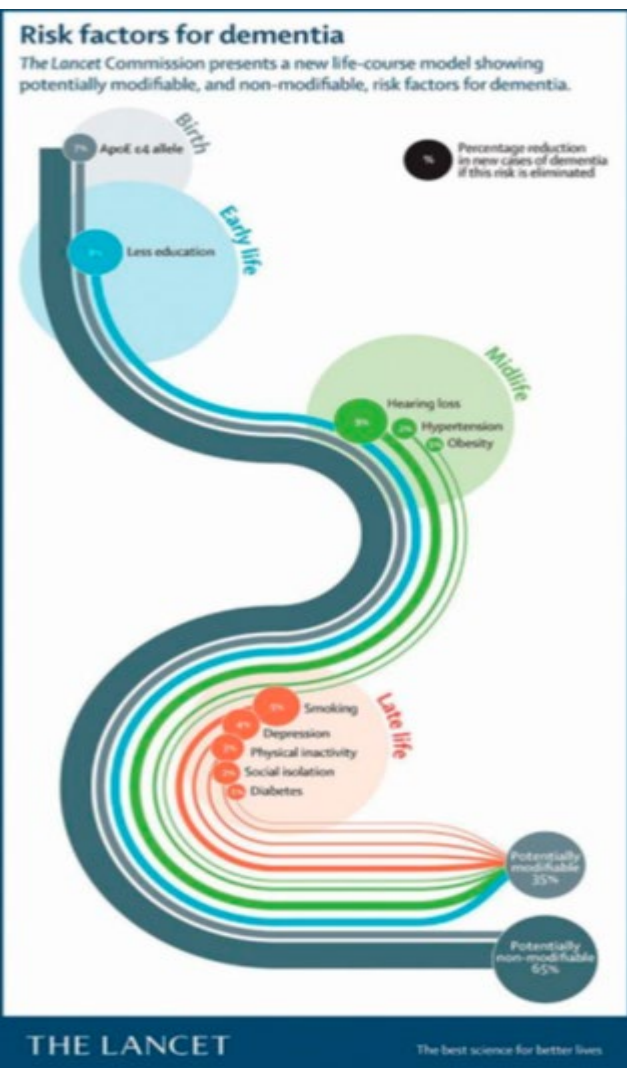 Risk factors for dementia
The Lancet Commission presents a new life-course model showing
potentially modifiable, and non-modifiable, risk factors for dementia.
Birth
7%
ApoE ε4 allele
%
Percentage reduction
in new cases of dementia
if this risk is eliminated
Early life
Less education
Midlife
Hearing loss
9%
Hypertension
Obesity
Late life
5%
Smoking
4%
Depression
Physical inactivity
Social isolation
Diabetes
Potentially
modifiable
35%
Potentially
non-modifiable
65%
THE LANCET
The best science for better lives